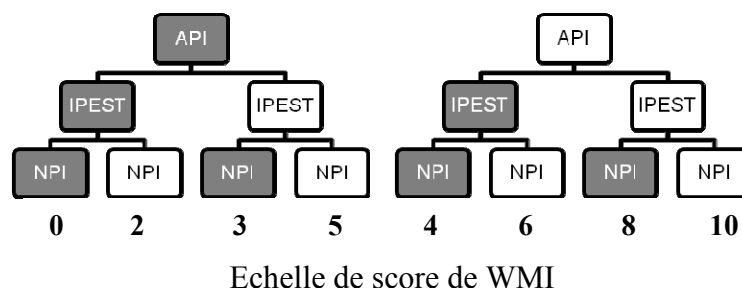 API API
IPEST IPEST IPEST IPEST
NPI NPI NPI NPI NPI NPI NPI NPI
0 2 3 5 4 6 8 10
Echelle de score de WMI